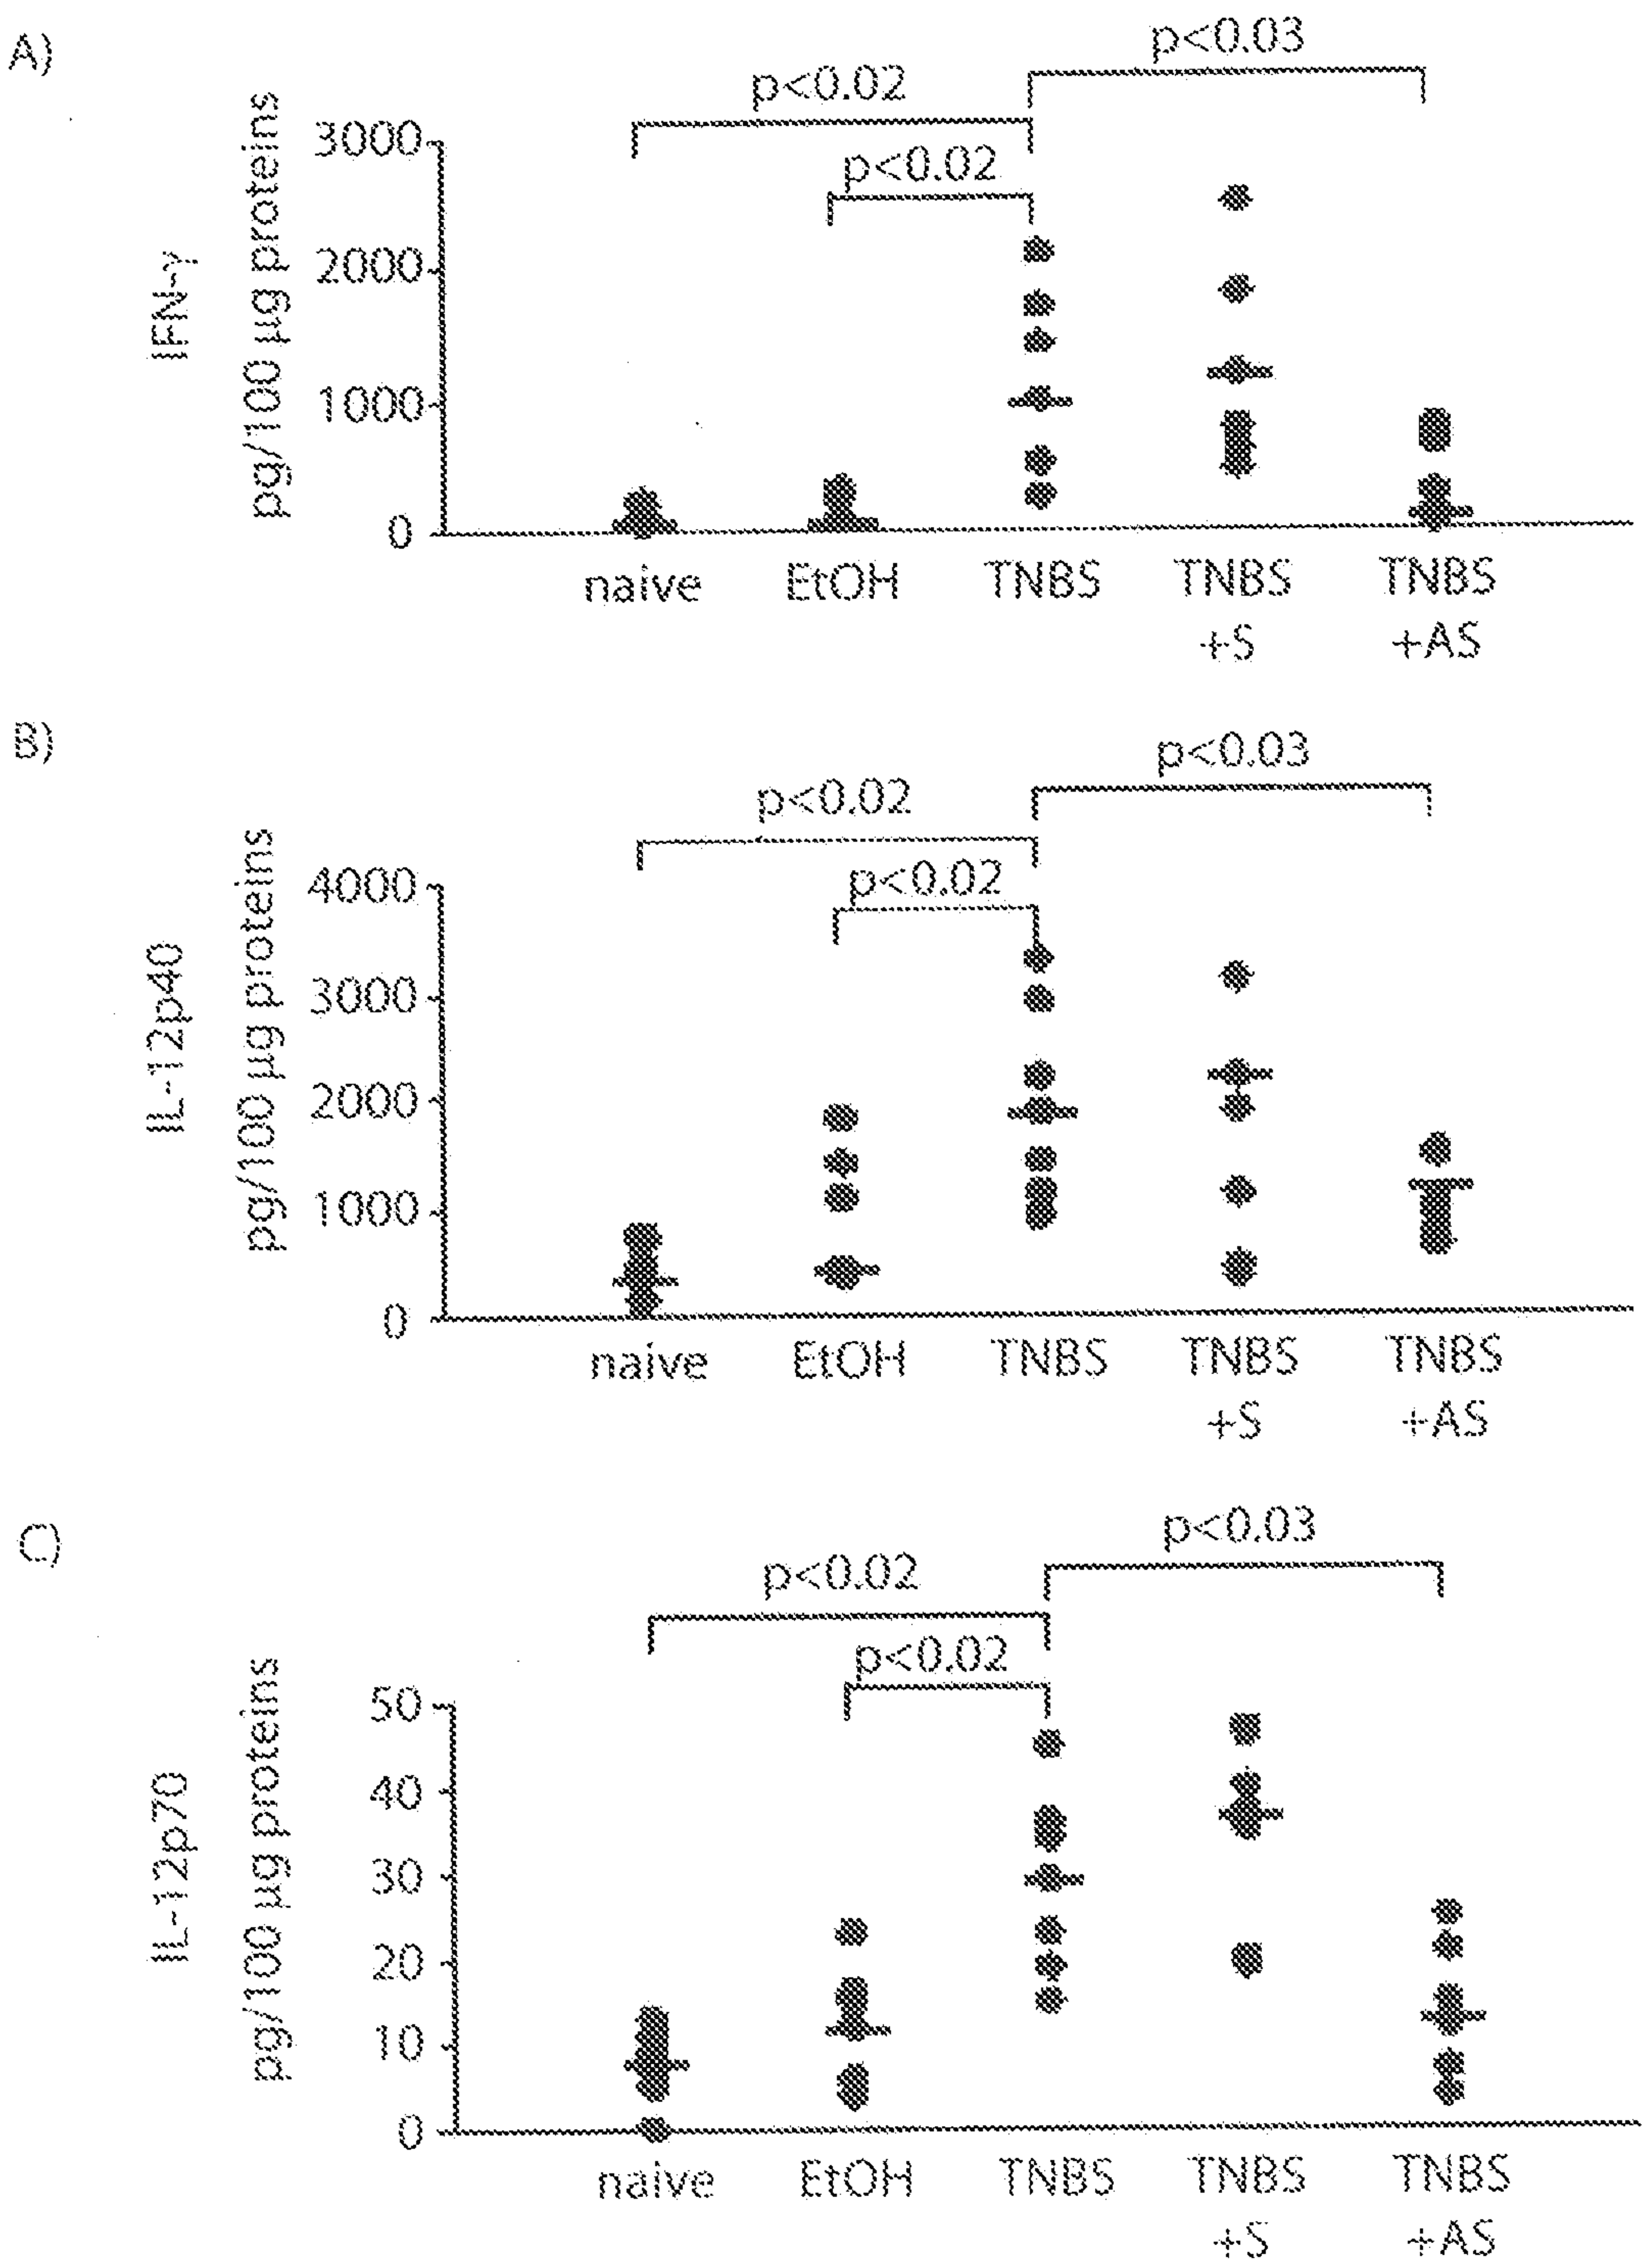 A)
p<0.03
p<0.02
p<0.02
IFN-γ
pg/100 µg proteins
3000
2000
1000
0
naive EtOH TNBS TNBS TNBS
+S +AS
B)
p<0.03
p<0.02
p<0.02
IL-12p40
pg/100 µg proteins
4000
3000
2000
1000
0
naive EtOH TNBS TNBS TNBS
+S +AS
C)
p<0.03
p<0.02
p<0.02
IL-12p70
pg/100 µg proteins
50
40
30
20
10
0
naive EtOH TNBS TNBS TNBS
+S +AS